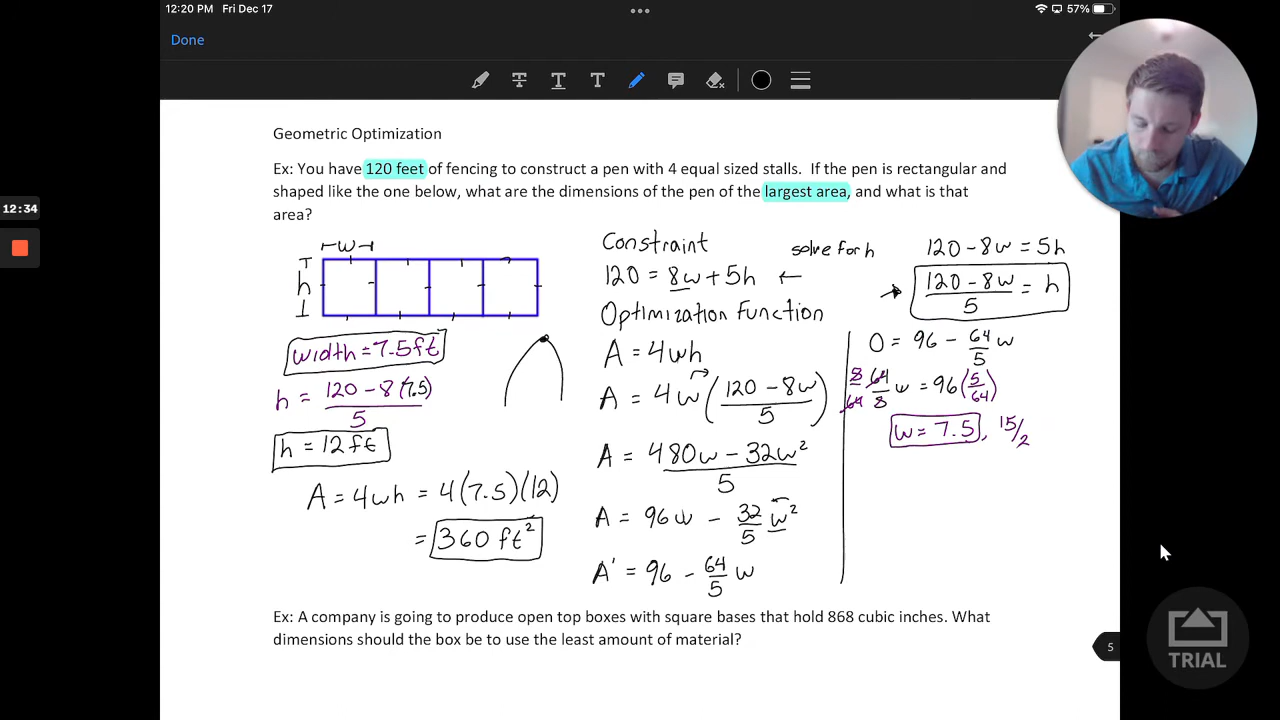 12:20 PM Fri Dec 17
57%
Done
12:34
Geometric Optimization
Ex: You have 120 feet of fencing to construct a pen with 4 equal sized stalls. If the pen is rectangular and
shaped like the one below, what are the dimensions of the pen of the largest area, and what is that
area?
w
h
width = 7.5ft
h = (120 - 8(7.5))/5
h = 12 ft
A = 4wh = 4(7.5)(12)
= 360 ft²
Constraint
120 = 8w + 5h ←
Optimization Function
A = 4wh
A = 4w((120 - 8w)/5)
A = (480w - 32w²)/5
A = 96w - 32/5 w²
A' = 96 - 64/5 w
solve for h
120 - 8w = 5h
→ (120 - 8w)/5 = h
0 = 96 - 64/5 w
8/64 64/8 w = 96(5/64)
w = 7.5, 15/2
Ex: A company is going to produce open top boxes with square bases that hold 868 cubic inches. What
dimensions should the box be to use the least amount of material?
5
TRIAL